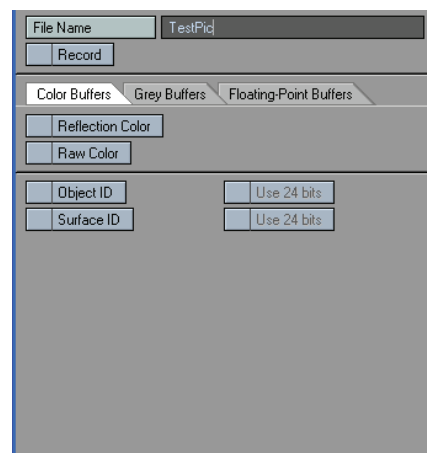 File Name TestPic
Record
Color Buffers Grey Buffers Floating-Point Buffers
Reflection Color
Raw Color
Object ID Use 24 bits
Surface ID Use 24 bits